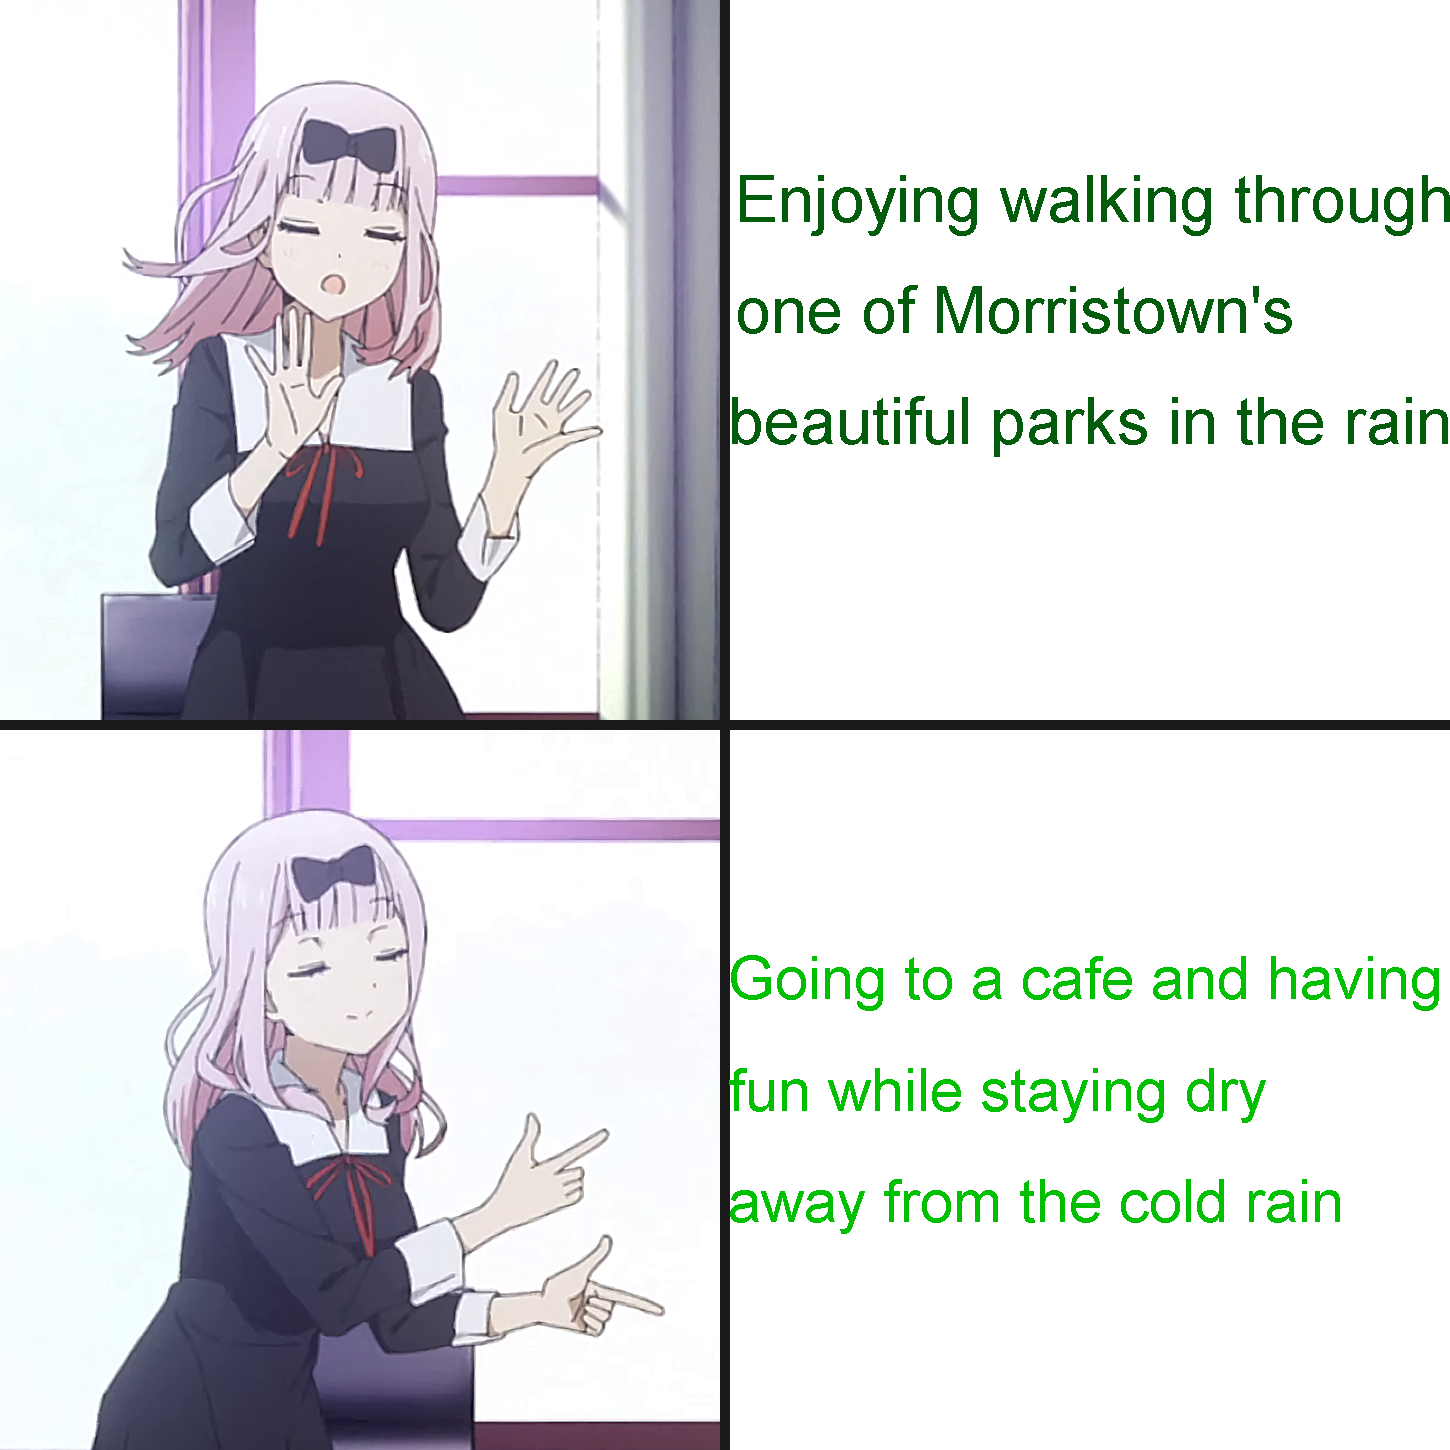 Enjoying walking through
one of Morristown's
beautiful parks in the rain
Going to a cafe and having
fun while staying dry
away from the cold rain